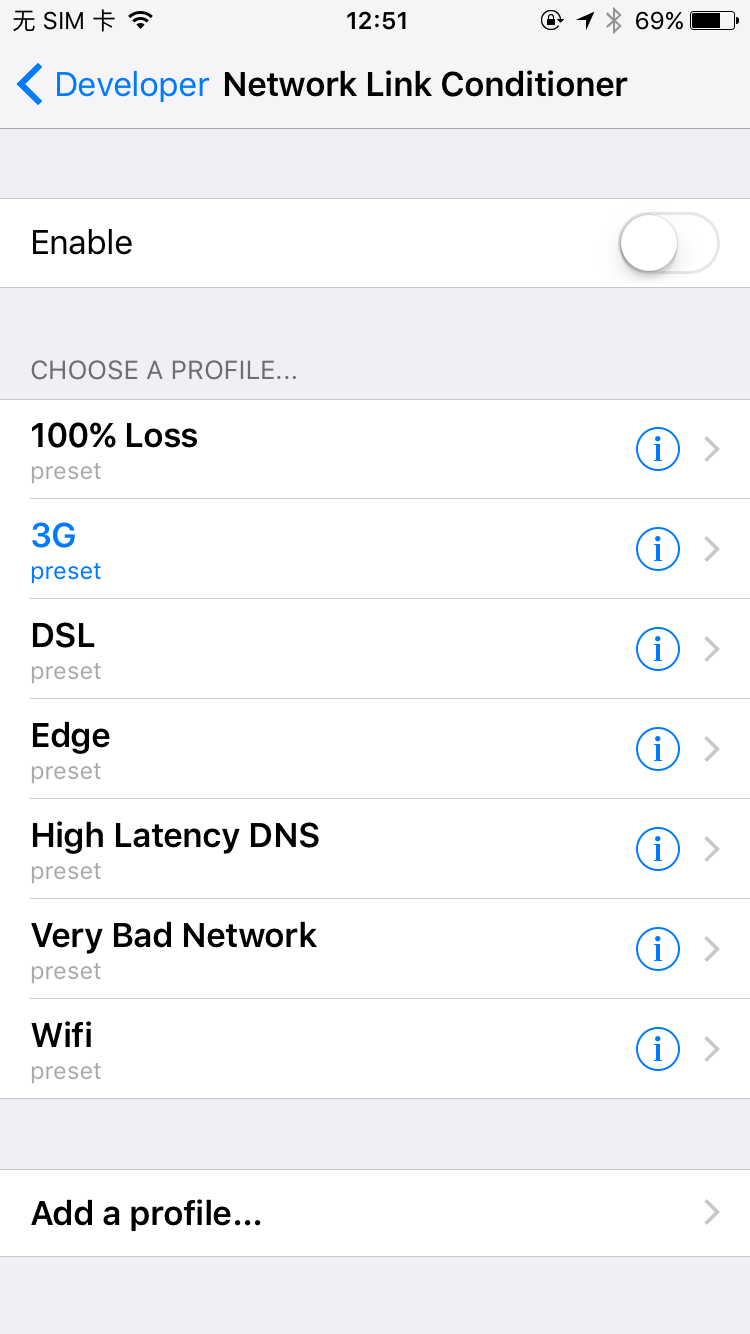 无 SIM 卡 12:51 69%
Developer Network Link Conditioner
Enable
CHOOSE A PROFILE...
100% Loss
preset
3G
preset
DSL
preset
Edge
preset
High Latency DNS
preset
Very Bad Network
preset
Wifi
preset
Add a profile...